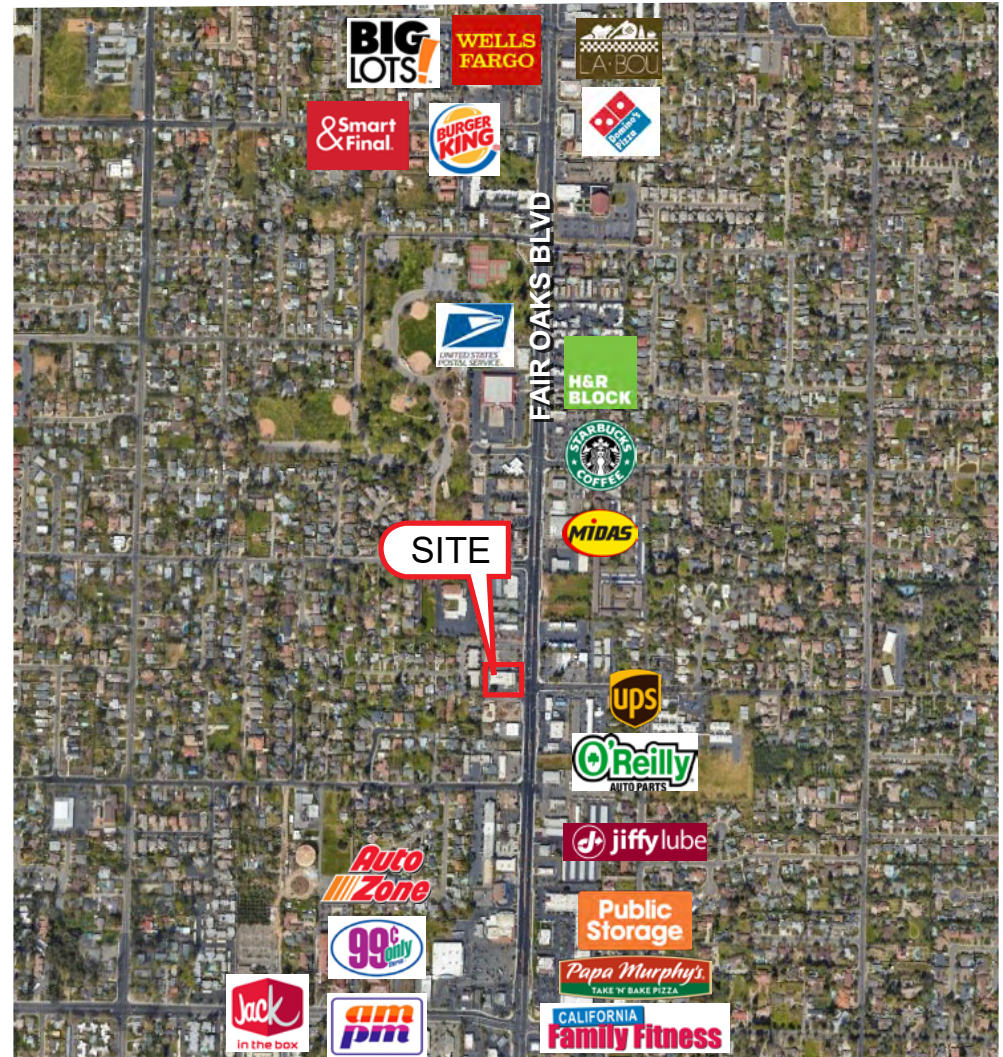 BIG
LOTS!
WELLS
FARGO
LA·BOU
&Smart
Final.
BURGER
KING
Domino's
Pizza
FAIR OAKS BLVD
UNITED STATES
POSTAL SERVICE.
H&R
BLOCK
STARBUCKS
COFFEE
MIDAS
SITE
ups
O'Reilly
AUTO PARTS
jiffy lube
Auto
Zone
99¢
only
Public
Storage
Papa Murphy's.
TAKE 'N' BAKE PIZZA
Jack
in the box
am
pm
CALIFORNIA
Family Fitness